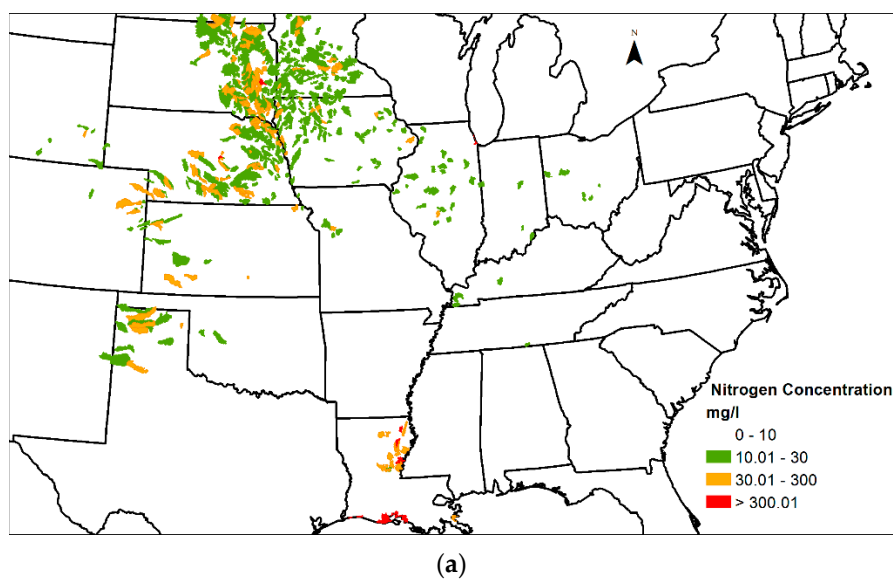 N
Nitrogen Concentration
mg/l
0 - 10
10.01 - 30
30.01 - 300
> 300.01
(a)